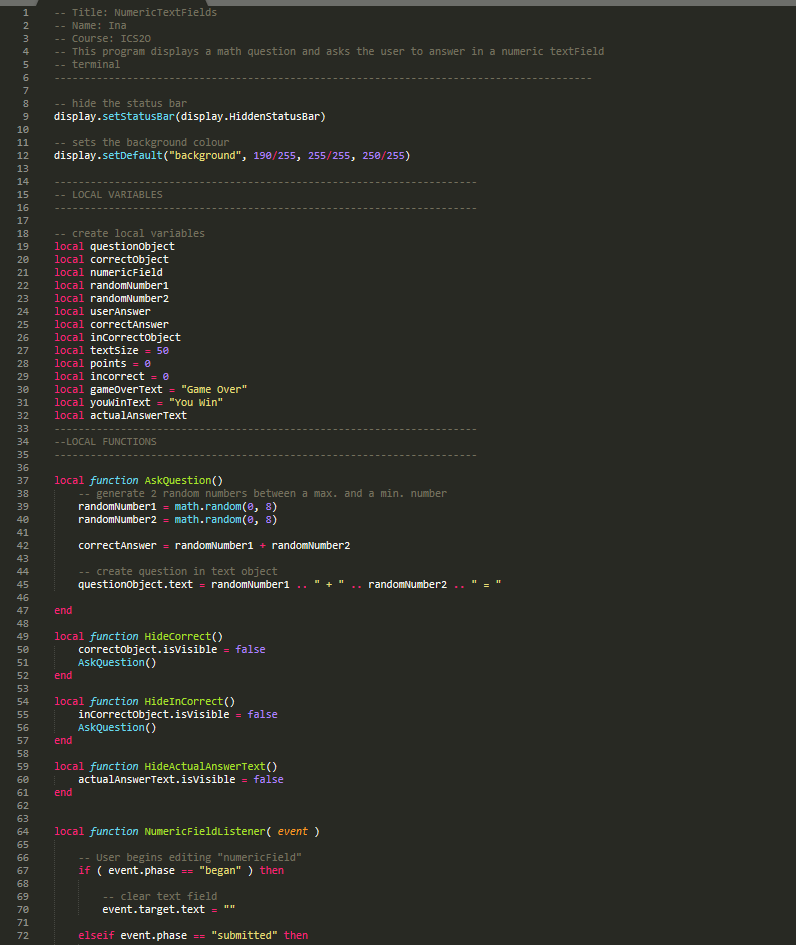 1 -- Title: NumericTextFields
2 -- Name: Ina
3 -- Course: ICS2O
4 -- This program displays a math question and asks the user to answer in a numeric textField
5 -- terminal
6 -----------------------------------------------------------------------------------------
7
8 -- hide the status bar
9 display.setStatusBar(display.HiddenStatusBar)
10
11 -- sets the background colour
12 display.setDefault("background", 190/255, 255/255, 250/255)
13
14 ----------------------------------------------------------------------
15 -- LOCAL VARIABLES
16 ----------------------------------------------------------------------
17
18 -- create local variables
19 local questionObject
20 local correctObject
21 local numericField
22 local randomNumber1
23 local randomNumber2
24 local userAnswer
25 local correctAnswer
26 local inCorrectObject
27 local textSize = 50
28 local points = 0
29 local incorrect = 0
30 local gameOverText = "Game Over"
31 local youWinText = "You Win"
32 local actualAnswerText
33 ----------------------------------------------------------------------
34 --LOCAL FUNCTIONS
35 ----------------------------------------------------------------------
36
37 local function AskQuestion()
38 -- generate 2 random numbers between a max. and a min. number
39 randomNumber1 = math.random(0, 8)
40 randomNumber2 = math.random(0, 8)
41
42 correctAnswer = randomNumber1 + randomNumber2
43
44 -- create question in text object
45 questionObject.text = randomNumber1 .. " + " .. randomNumber2 .. " = "
46
47 end
48
49 local function HideCorrect()
50 correctObject.isVisible = false
51 AskQuestion()
52 end
53
54 local function HideInCorrect()
55 inCorrectObject.isVisible = false
56 AskQuestion()
57 end
58
59 local function HideActualAnswerText()
60 actualAnswerText.isVisible = false
61 end
62
63
64 local function NumericFieldListener( event )
65
66 -- User begins editing "numericField"
67 if ( event.phase == "began" ) then
68
69 -- clear text field
70 event.target.text = ""
71
72 elseif event.phase == "submitted" then